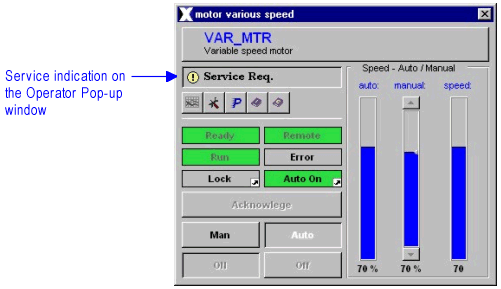 motor various speed
VAR_MTR
Variable speed motor
Service indication on
the Operator Pop-up
window
Service Req.
P
Ready Remote
Run Error
Lock Auto On
Acknowlege
Man Auto
Off Off
Speed - Auto / Manual
auto: manual: speed:
70 % 70 % 70